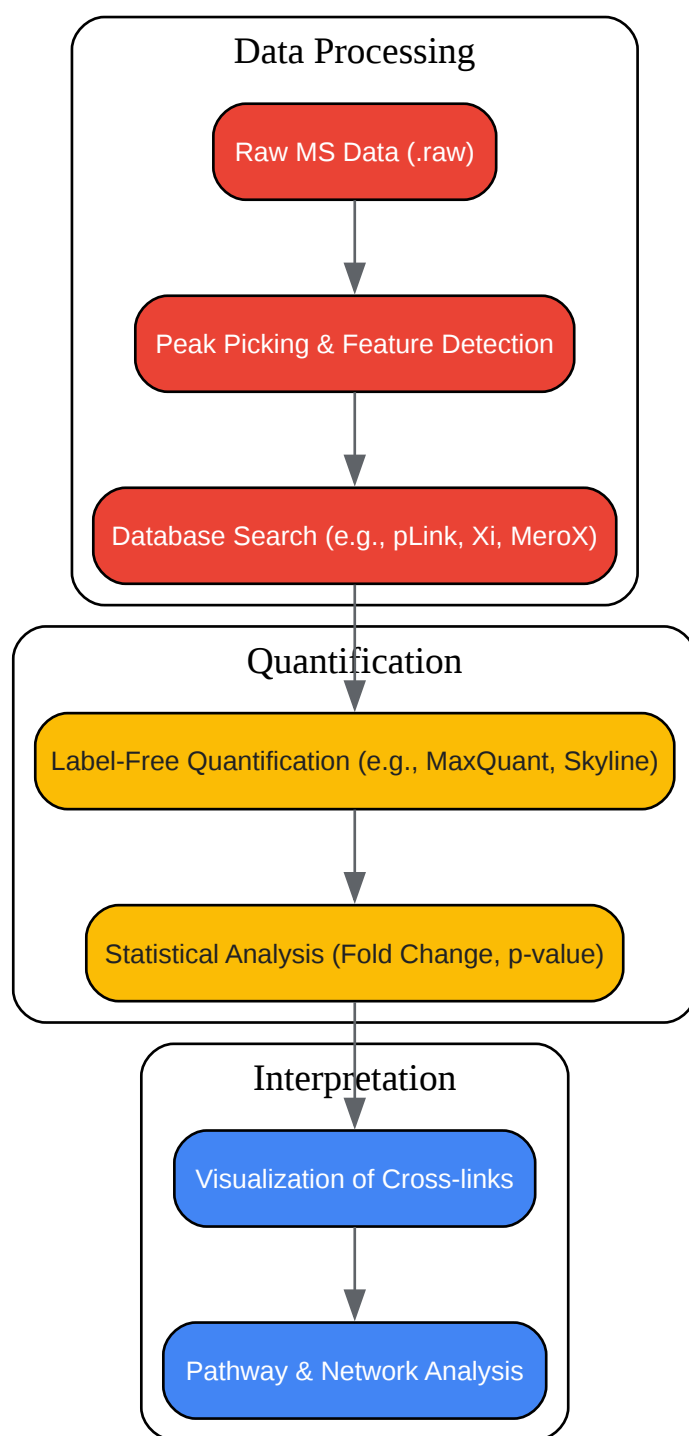 Data Processing
Raw MS Data (.raw)
Peak Picking & Feature Detection
Database Search (e.g., pLink, Xi, MeroX)
Quantification
Label-Free Quantification (e.g., MaxQuant, Skyline)
Statistical Analysis (Fold Change, p-value)
Interpretation
Visualization of Cross-links
Pathway & Network Analysis